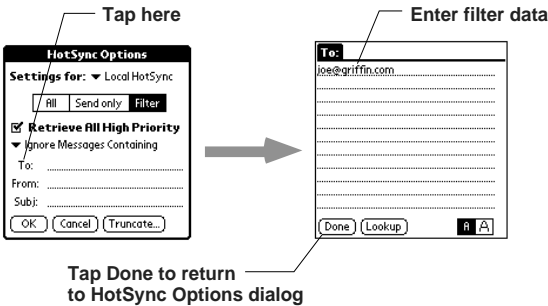 Tap here
Enter filter data
HotSync Options
Settings for: ▼ Local HotSync
All Send only Filter
Retrieve All High Priority
▼ Ignore Messages Containing
To:
From:
Subj:
OK Cancel Truncate...
To:
joe@griffin.com
Done Lookup A A
Tap Done to return
to HotSync Options dialog